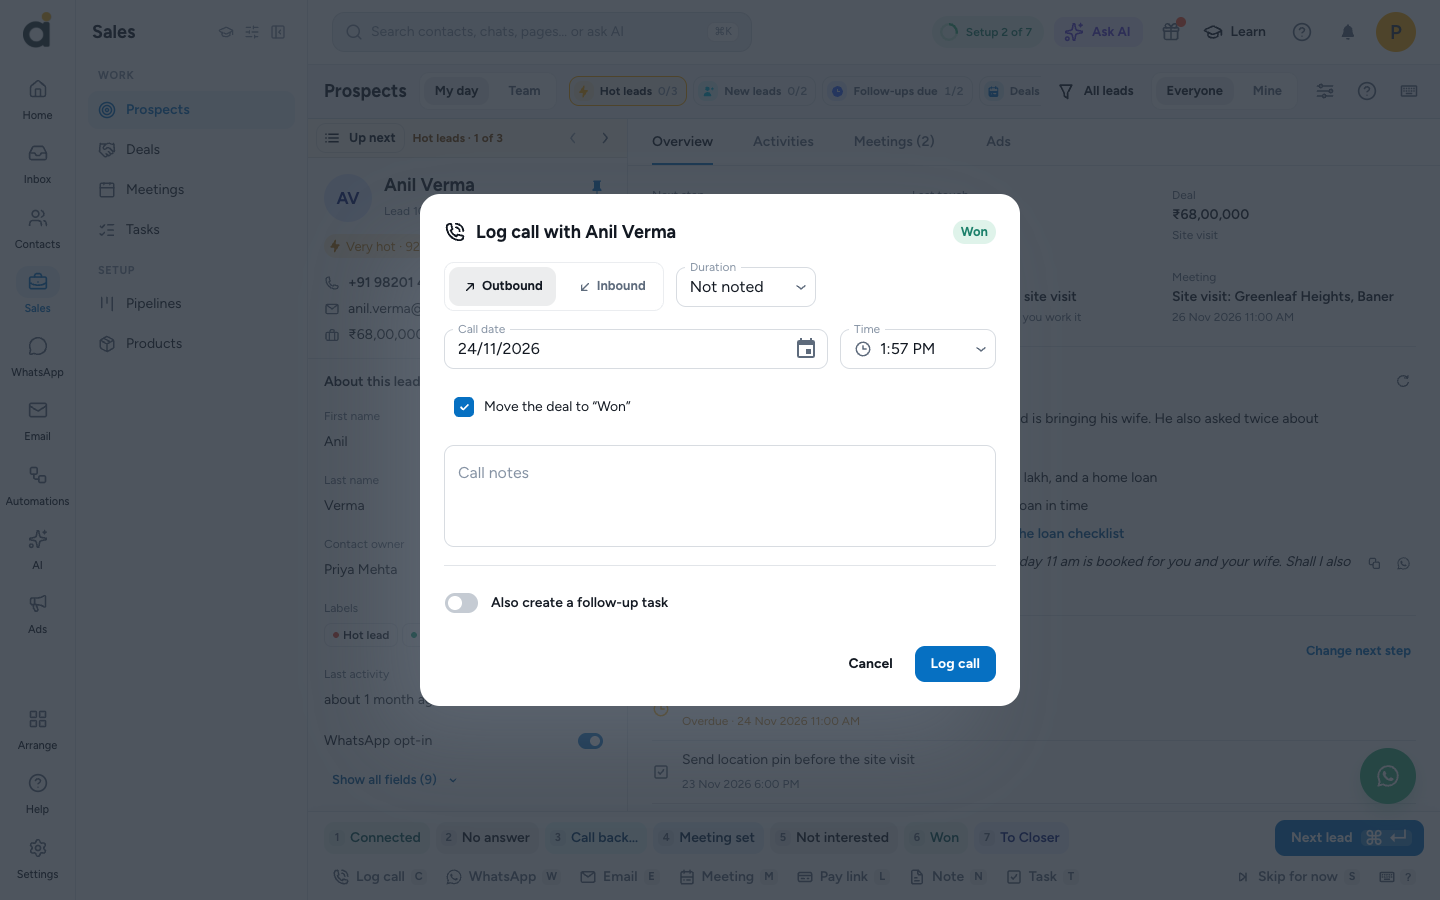 Sales
Search contacts, chats, pages... or ask AI
⌘K
Setup 2 of 7
Ask AI
Learn
P
Home
Inbox
Contacts
Sales
WhatsApp
Email
Automations
AI
Ads
Arrange
Help
Settings
WORK
Prospects
Deals
Meetings
Tasks
SETUP
Pipelines
Products
Prospects
My day
Team
Hot leads 0/3
New leads 0/2
Follow-ups due 1/2
Deals
All leads
Everyone
Mine
Up next
Hot leads · 1 of 3
Overview
Activities
Meetings (2)
Ads
AV
Anil Verma
Very hot · 92
+91 98201
anil.verma@
₹68,00,000
About this lead
First name
Anil
Last name
Verma
Contact owner
Priya Mehta
Labels
Hot lead
Last activity
about 1 month
WhatsApp opt-in
Show all fields (9)
Deal
₹68,00,000
Site visit
Meeting
Site visit: Greenleaf Heights, Baner
26 Nov 2026 11:00 AM
site visit
you work it
is bringing his wife. He also asked twice about
lakh, and a home loan
in time
the loan checklist
11 am is booked for you and your wife. Shall I also
Change next step
Overdue · 24 Nov 2026 11:00 AM
Send location pin before the site visit
23 Nov 2026 6:00 PM
Log call with Anil Verma
Won
Outbound
Inbound
Duration
Not noted
Call date
24/11/2026
Time
1:57 PM
Move the deal to “Won”
Call notes
Also create a follow-up task
Cancel
Log call
1 Connected
2 No answer
3 Call back...
4 Meeting set
5 Not interested
6 Won
7 To Closer
Next lead ⌘ ↵
Log call C
WhatsApp W
Email E
Meeting M
Pay link L
Note N
Task T
Skip for now S
?